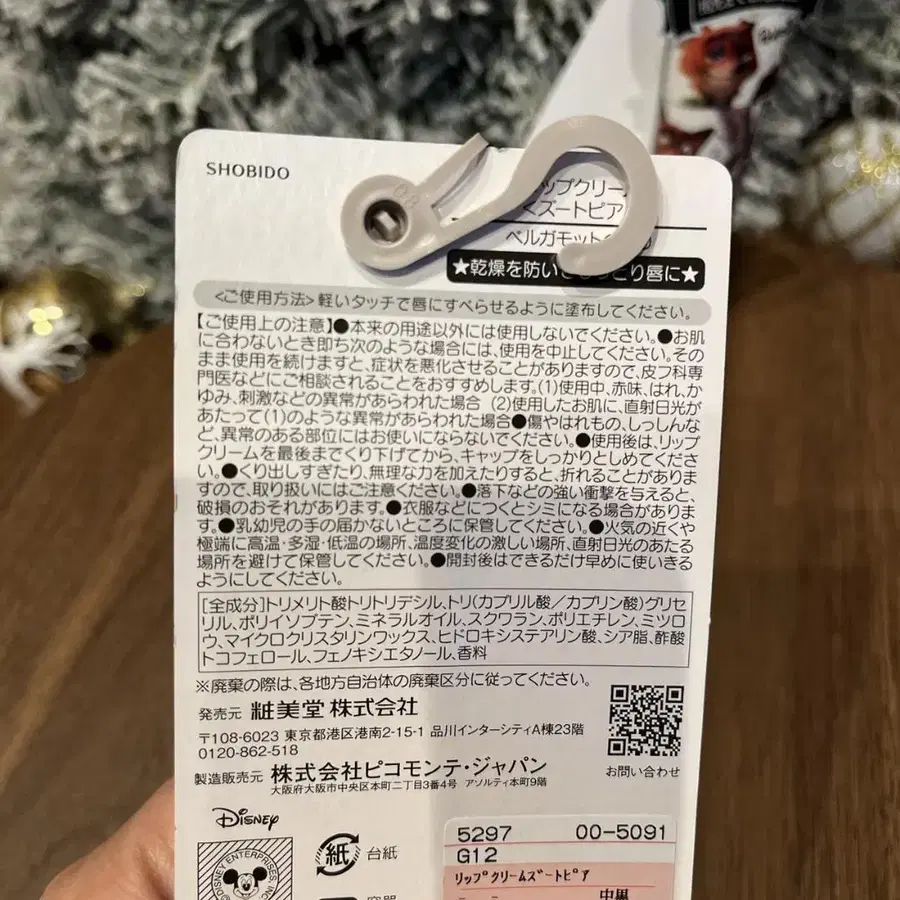 SHOBIDO
ップクリー
ズートピア
ベルガモット
★乾燥を防い り唇に★
<ご使用方法>軽いタッチで唇にすべらせるように塗布してください。
【ご使用上の注意】●本来の用途以外には使用しないでください。●お肌
に合わないとき即ち次のような場合には、使用を中止してください。その
まま使用を続けますと、症状を悪化させることがありますので、皮フ科専
門医などにご相談されることをおすすめします。(1)使用中、赤味、はれ、か
ゆみ、刺激などの異常があらわれた場合 (2)使用したお肌に、直射日光が
あたって(1)のような異常があらわれた場合●傷やはれもの、しっしんな
ど、異常のある部位にはお使いにならないでください。●使用後は、リップ
クリームを最後までくり下げてから、キャップをしっかりとしめてくださ
い。●くり出しすぎたり、無理な力を加えたりすると、折れることがありま
すので、取り扱いにはご注意ください。●落下などの強い衝撃を与えると、
破損のおそれがあります。●衣服などにつくとシミになる場合がありま
す。●乳幼児の手の届かないところに保管してください。●火気の近くや
極端に高温・多湿・低温の場所、温度変化の激しい場所、直射日光のあたる
場所を避けて保管してください。●開封後はできるだけ早めに使いきる
ようにしてください。
[全成分]トリメリト酸トリトリデシル、トリ(カプリル酸/カプリン酸)グリセ
リル、ポリイソブテン、ミネラルオイル、スクワラン、ポリエチレン、ミツロ
ウ、マイクロクリスタリンワックス、ヒドロキシステアリン酸、シア脂、酢酸
トコフェロール、フェノキシエタノール、香料
※廃棄の際は、各地方自治体の廃棄区分に従ってください。
発売元 粧美堂 株式会社
〒108-6023 東京都港区港南2-15-1 品川インターシティA棟23階
0120-862-518
製造販売元 株式会社ピコモンテ・ジャパン
大阪府大阪市中央区本町二丁目3番4号 アソルティ本町9階
お問い合わせ
Disney
©DISNEY ENTERPRISES, INC.
紙 台紙
容器
5297 00-5091
G12
ﾘｯﾌﾟｸﾘｰﾑｽﾞｰﾄﾋﾟｱ
中黒